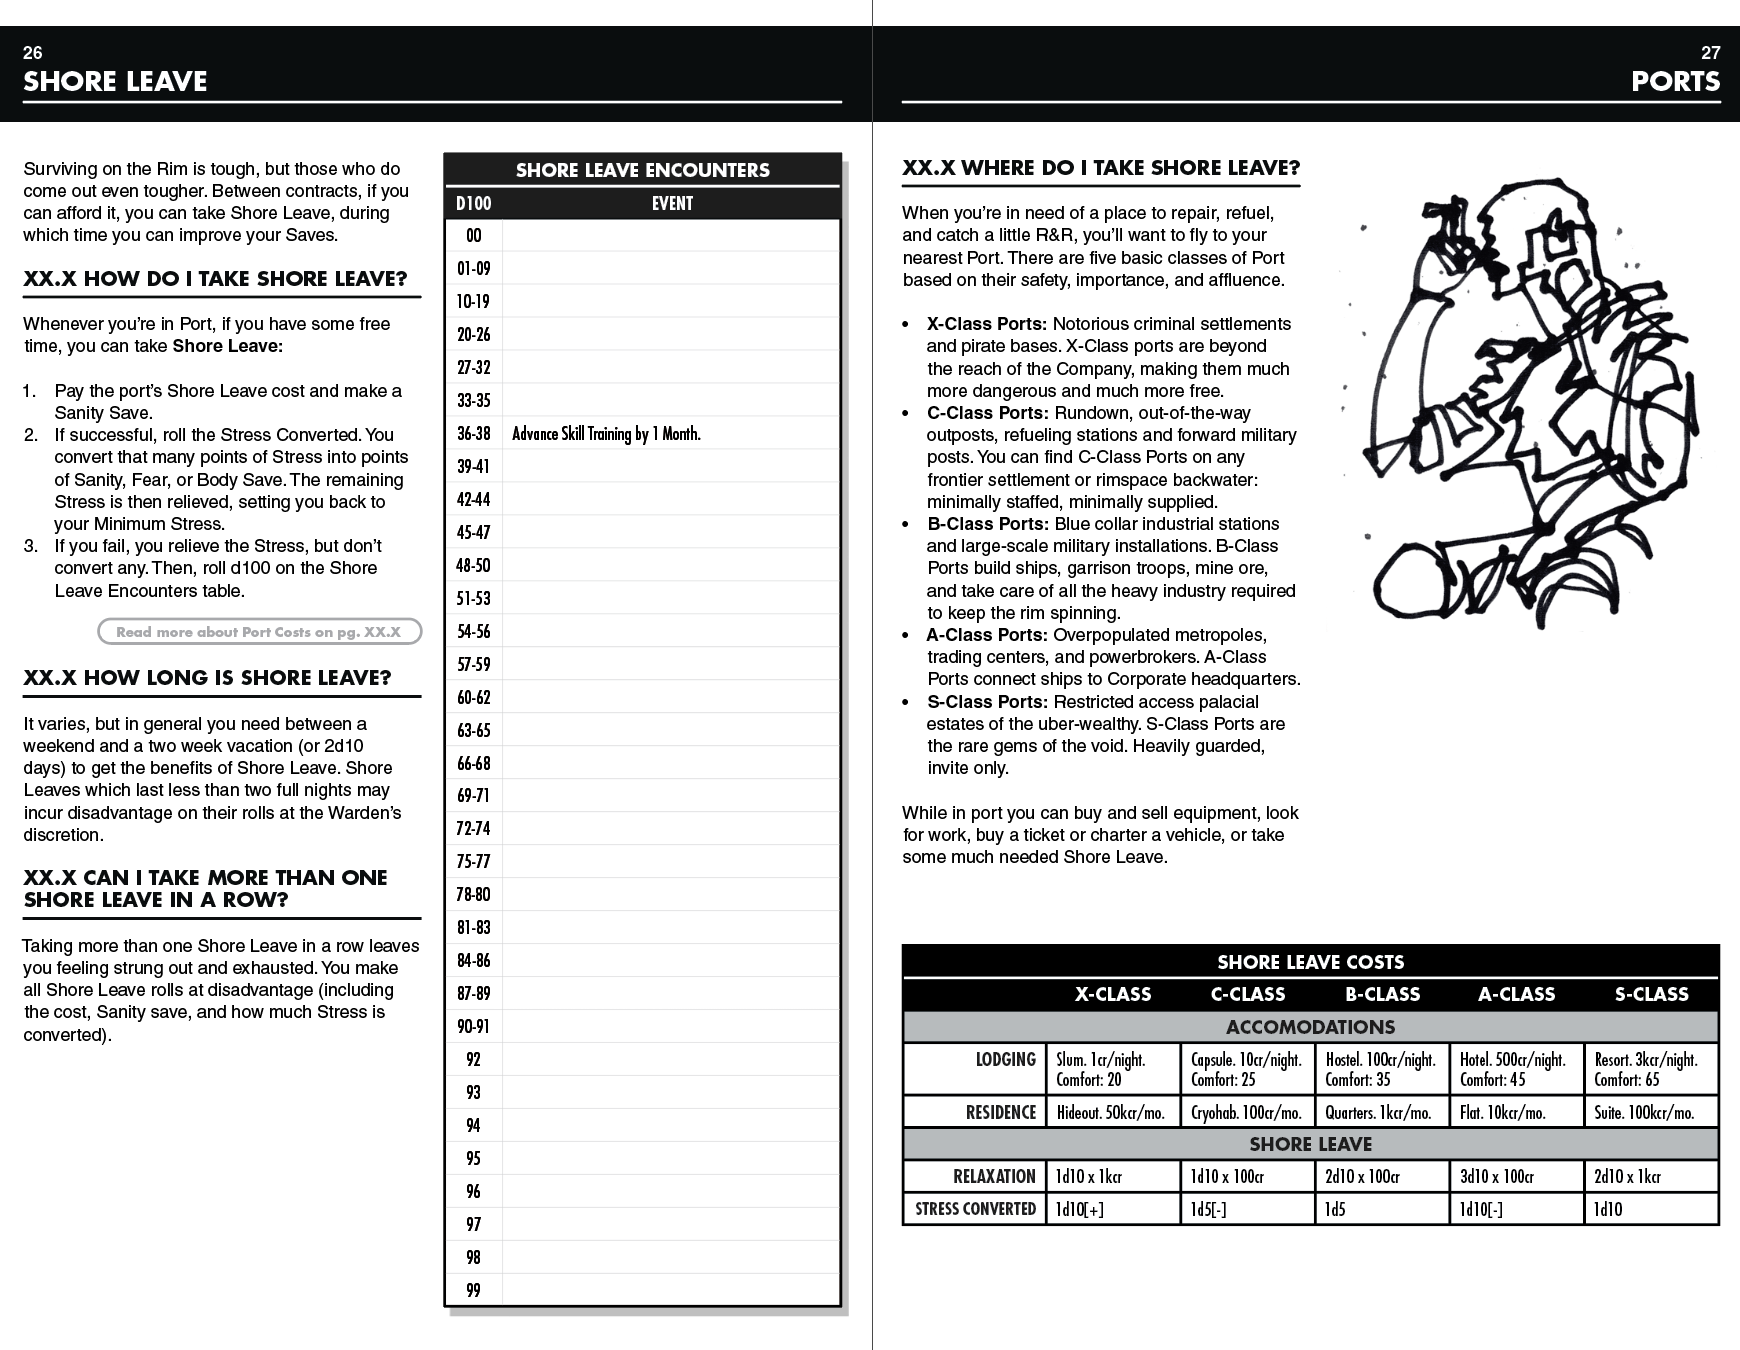 26
SHORE LEAVE
Surviving on the Rim is tough, but those who do
come out even tougher. Between contracts, if you
can afford it, you can take Shore Leave, during
which time you can improve your Saves.
XX.X HOW DO I TAKE SHORE LEAVE?
Whenever you’re in Port, if you have some free
time, you can take Shore Leave:
1. Pay the port’s Shore Leave cost and make a
Sanity Save.
2. If successful, roll the Stress Converted. You
convert that many points of Stress into points
of Sanity, Fear, or Body Save. The remaining
Stress is then relieved, setting you back to
your Minimum Stress.
3. If you fail, you relieve the Stress, but don’t
convert any. Then, roll d100 on the Shore
Leave Encounters table.
Read more about Port Costs on pg. XX.X
XX.X HOW LONG IS SHORE LEAVE?
It varies, but in general you need between a
weekend and a two week vacation (or 2d10
days) to get the benefits of Shore Leave. Shore
Leaves which last less than two full nights may
incur disadvantage on their rolls at the Warden’s
discretion.
XX.X CAN I TAKE MORE THAN ONE
SHORE LEAVE IN A ROW?
Taking more than one Shore Leave in a row leaves
you feeling strung out and exhausted. You make
all Shore Leave rolls at disadvantage (including
the cost, Sanity save, and how much Stress is
converted).
SHORE LEAVE ENCOUNTERS
D100 EVENT
00
01-09
10-19
20-26
27-32
33-35
36-38 Advance Skill Training by 1 Month.
39-41
42-44
45-47
48-50
51-53
54-56
57-59
60-62
63-65
66-68
69-71
72-74
75-77
78-80
81-83
84-86
87-89
90-91
92
93
94
95
96
97
98
99
27
PORTS
XX.X WHERE DO I TAKE SHORE LEAVE?
When you’re in need of a place to repair, refuel,
and catch a little R&R, you’ll want to fly to your
nearest Port. There are five basic classes of Port
based on their safety, importance, and affluence.
• X-Class Ports: Notorious criminal settlements
and pirate bases. X-Class ports are beyond
the reach of the Company, making them much
more dangerous and much more free.
• C-Class Ports: Rundown, out-of-the-way
outposts, refueling stations and forward military
posts. You can find C-Class Ports on any
frontier settlement or rimspace backwater:
minimally staffed, minimally supplied.
• B-Class Ports: Blue collar industrial stations
and large-scale military installations. B-Class
Ports build ships, garrison troops, mine ore,
and take care of all the heavy industry required
to keep the rim spinning.
• A-Class Ports: Overpopulated metropoles,
trading centers, and powerbrokers. A-Class
Ports connect ships to Corporate headquarters.
• S-Class Ports: Restricted access palacial
estates of the uber-wealthy. S-Class Ports are
the rare gems of the void. Heavily guarded,
invite only.
While in port you can buy and sell equipment, look
for work, buy a ticket or charter a vehicle, or take
some much needed Shore Leave.
SHORE LEAVE COSTS
X-CLASS C-CLASS B-CLASS A-CLASS S-CLASS
ACCOMODATIONS
LODGING Slum. 1cr/night. Capsule. 10cr/night. Hostel. 100cr/night. Hotel. 500cr/night. Resort. 3kcr/night.
Comfort: 20 Comfort: 25 Comfort: 35 Comfort: 45 Comfort: 65
RESIDENCE Hideout. 50kcr/mo. Cryohab. 100cr/mo. Quarters. 1kcr/mo. Flat. 10kcr/mo. Suite. 100kcr/mo.
SHORE LEAVE
RELAXATION 1d10 x 1kcr 1d10 x 100cr 2d10 x 100cr 3d10 x 100cr 2d10 x 1kcr
STRESS CONVERTED 1d10[+] 1d5[-] 1d5 1d10[-] 1d10